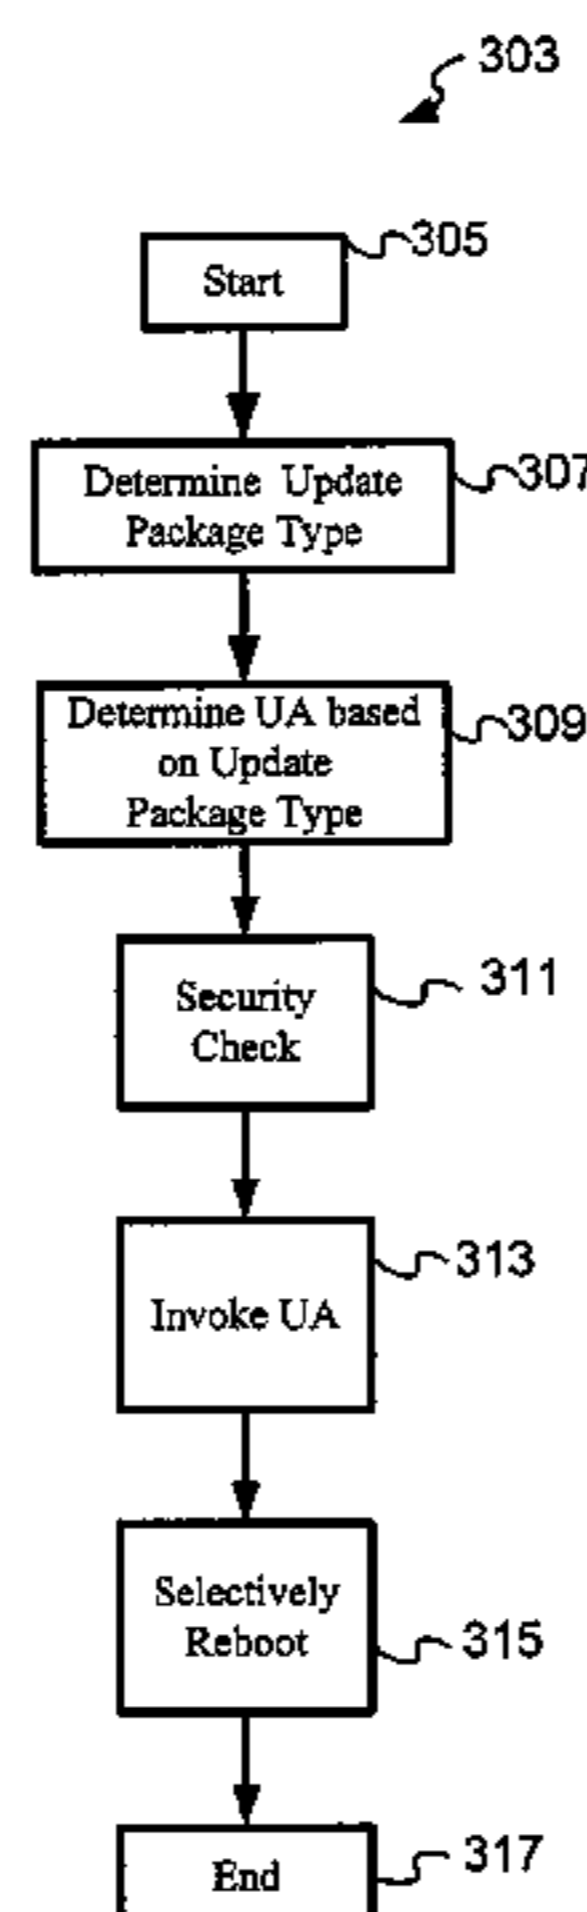 303
305
Start
307
Determine Update
Package Type
309
Determine UA based
on Update
Package Type
311
Security
Check
313
Invoke UA
Selectively
Reboot
315
317
End